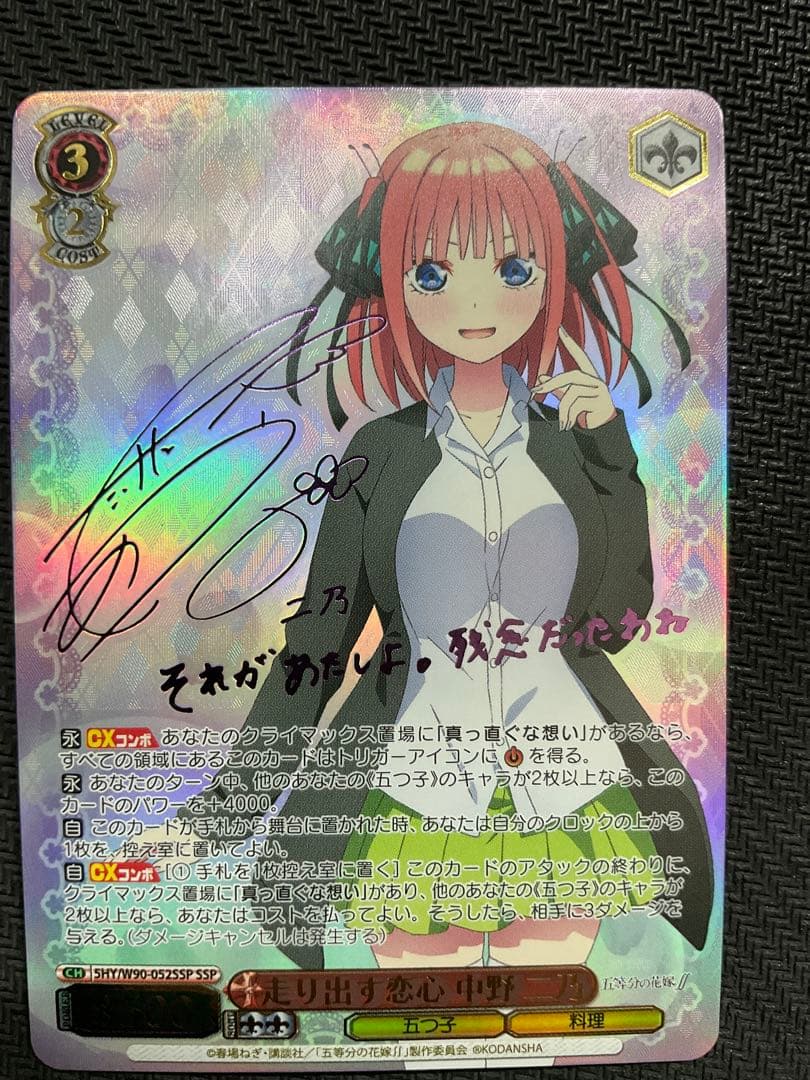 LEVEL
3
2
COST
二乃
それがあたしよ。残念だったわね
永 CXコンボ あなたのクライマックス置場に「真っ直ぐな想い」があるなら、
すべての領域にあるこのカードはトリガーアイコンに を得る。
永 あなたのターン中、他のあなたの《五つ子》のキャラが2枚以上なら、この
カードのパワーを+4000。
自 このカードが手札から舞台に置かれた時、あなたは自分のクロックの上から
1枚を、控え室に置いてよい。
自 CXコンボ [① 手札を1枚控え室に置く] このカードのアタックの終わりに、
クライマックス置場に「真っ直ぐな想い」があり、他のあなたの《五つ子》のキャラが
2枚以上なら、あなたはコストを払ってよい。そうしたら、相手に3ダメージを
与える。(ダメージキャンセルは発生する)
CH 5HY/W90-052SSP SSP
走り出す恋心 中野 二乃
五等分の花嫁∬
五つ子
料理
©春場ねぎ・講談社/「五等分の花嫁∬」製作委員会 ®KODANSHA